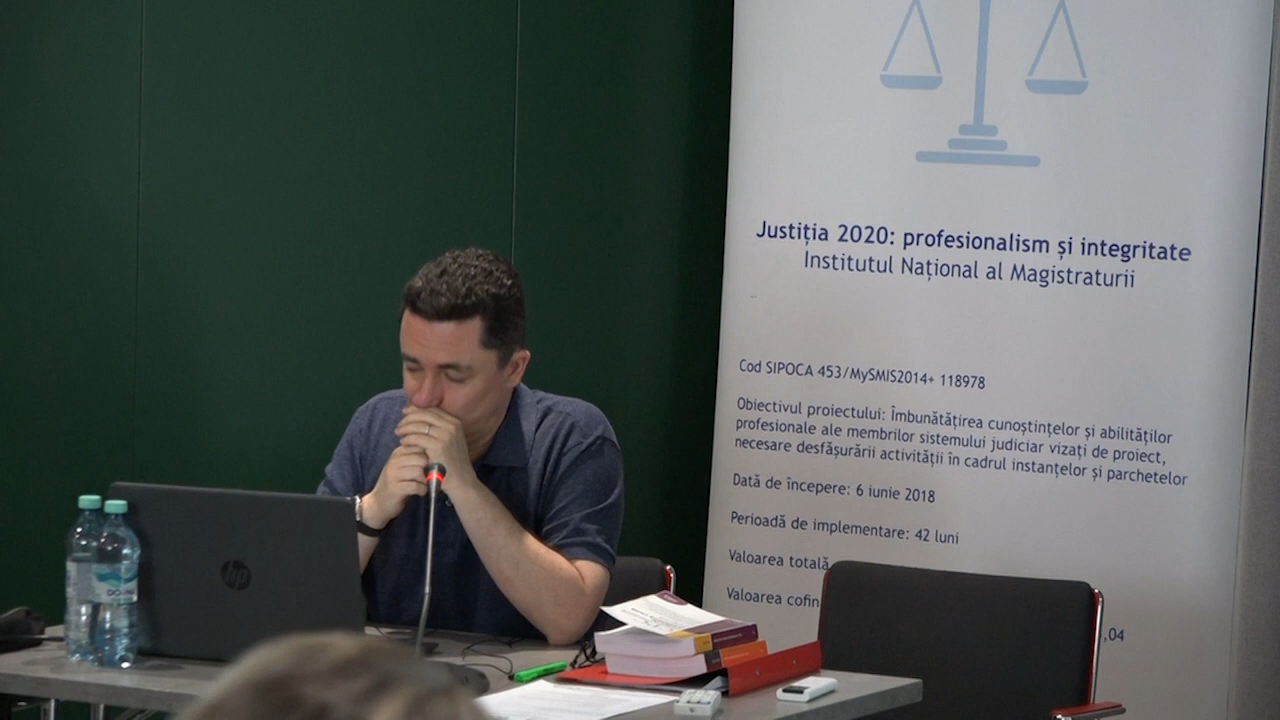 Justiția 2020: profesionalism și integritate
Institutul Național al Magistraturii
Cod SIPOCA 453/MySMIS2014+ 118978
Obiectivul proiectului: Îmbunătățirea cunoștințelor și abilităților
profesionale ale membrilor sistemului judiciar vizați de proiect,
necesare desfășurării activității în cadrul instanțelor și parchetelor
Dată de începere: 6 iunie 2018
Perioadă de implementare: 42 luni
Valoarea totală
Valoarea cofin
,04
hp